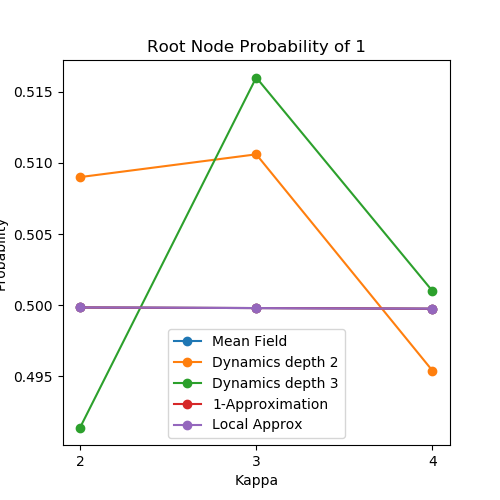 Root Node Probability of 1
Probability
0.515
0.510
0.505
0.500
0.495
Mean Field
Dynamics depth 2
Dynamics depth 3
1-Approximation
Local Approx
2 3 4
Kappa